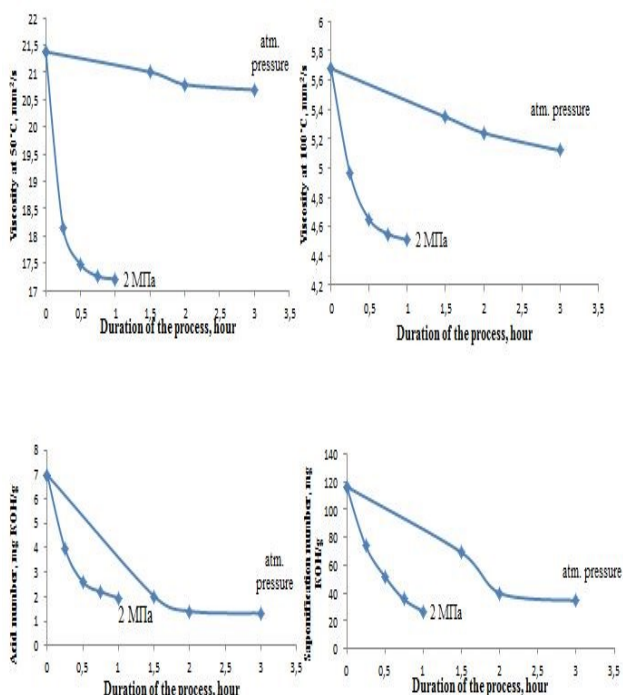 Viscosity at 50°C, mm²/s
22
21,5
21
20,5
20
19,5
19
18,5
18
17,5
17
atm.
pressure
2 МПа
0 0,5 1 1,5 2 2,5 3 3,5
Duration of the process, hour
Viscosity at 100°C, mm²/s
6
5,8
5,6
5,4
5,2
5
4,8
4,6
4,4
4,2
atm. pressure
2 МПа
0 0,5 1 1,5 2 2,5 3 3,5
Duration of the process, hour
Acid number, mg KOH/g
8
7
6
5
4
3
2
1
0
atm.
pressure
2 МПа
0 0,5 1 1,5 2 2,5 3 3,5
Duration of the process, hour
Saponification number, mg
KOH/g
140
120
100
80
60
40
20
0
atm. pressure
2 МПа
0 0,5 1 1,5 2 2,5 3 3,5
Duration of the process, hour